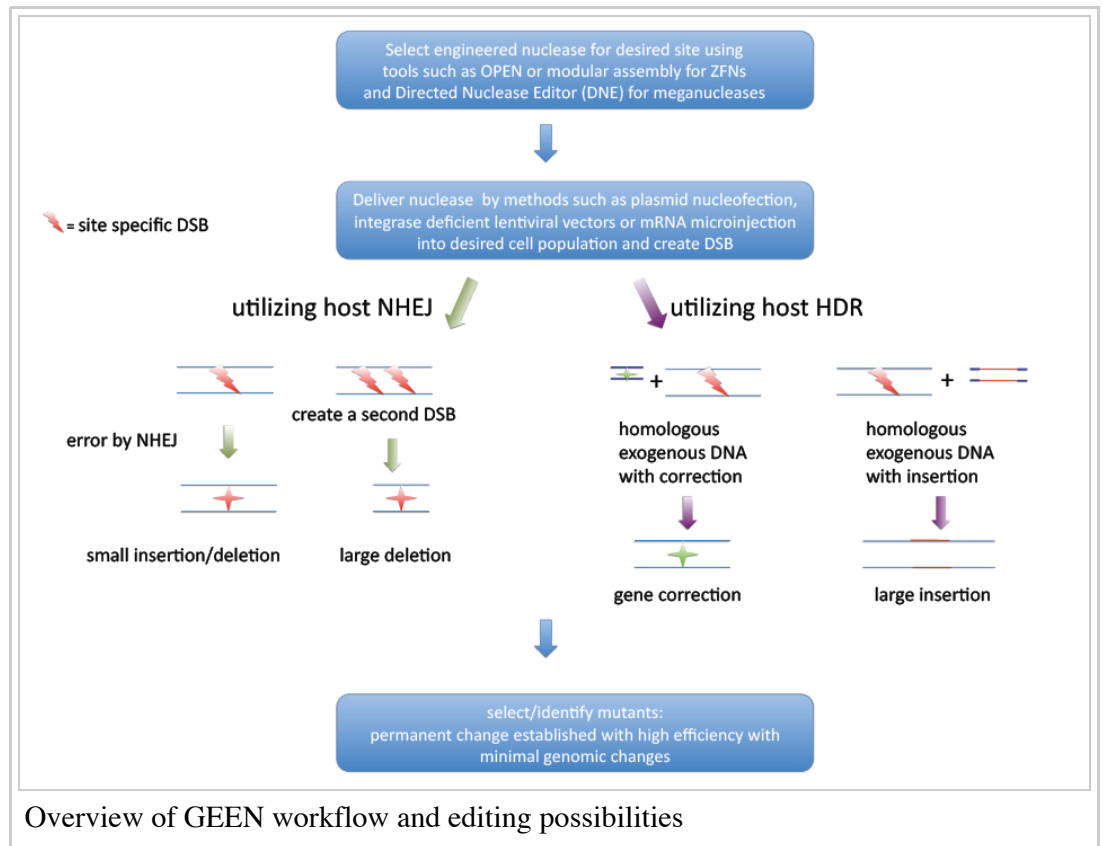 Select engineered nuclease for desired site using
tools such as OPEN or modular assembly for ZFNs
and Directed Nuclease Editor (DNE) for meganucleases
Deliver nuclease by methods such as plasmid nucleofection,
integrase deficient lentiviral vectors or mRNA microinjection
into desired cell population and create DSB
= site specific DSB
utilizing host NHEJ
utilizing host HDR
+
+
create a second DSB
error by NHEJ
homologous
exogenous DNA
with correction
homologous
exogenous DNA
with insertion
small insertion/deletion
large deletion
gene correction
large insertion
select/identify mutants:
permanent change established with high efficiency with
minimal genomic changes
Overview of GEEN workflow and editing possibilities